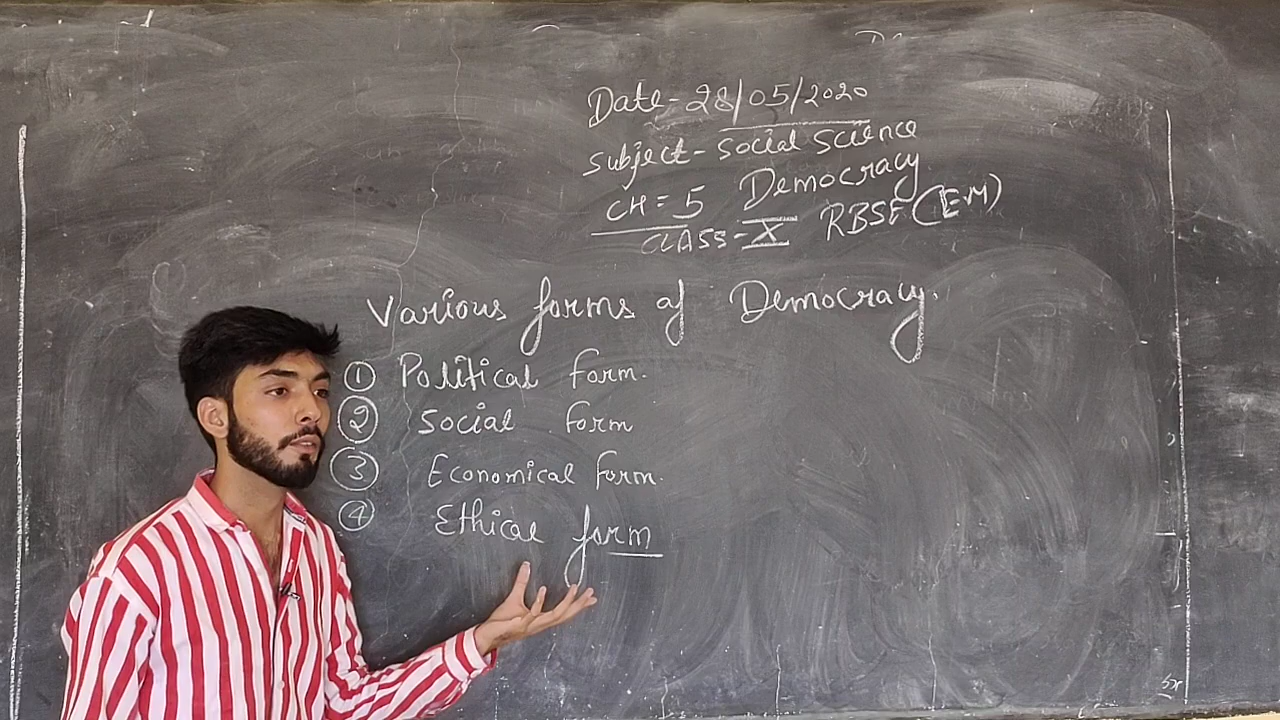 Date-28/05/2020
Subject-Social Science
CH=5 Democracy
CLASS-X RBSE(EM)
Various forms of Democracy.
① Political form.
② Social form
③ Economical form.
④ Ethical form